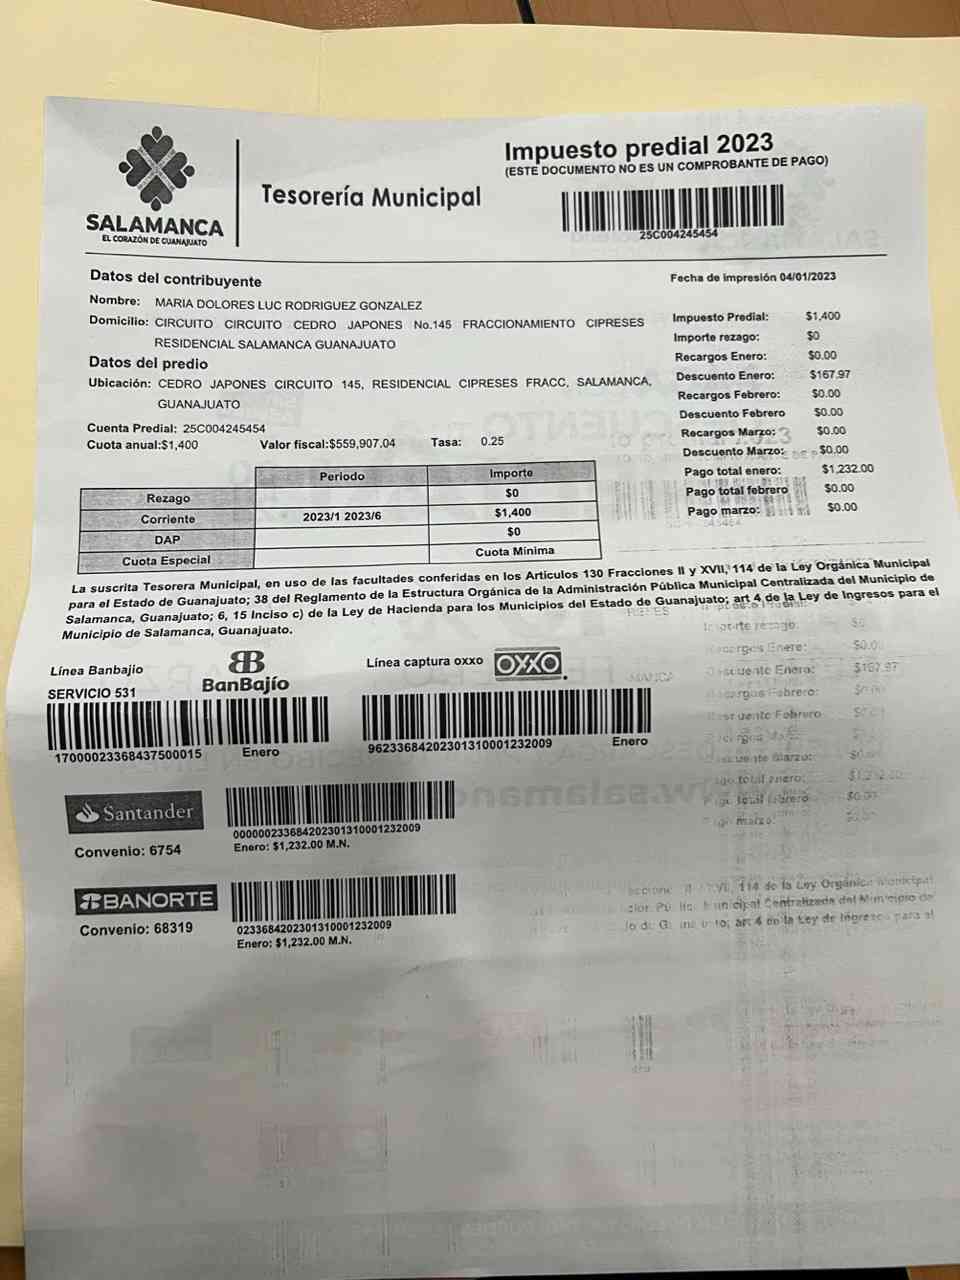 SALAMANCA
EL CORAZÓN DE GUANAJUATO
Tesorería Municipal
Impuesto predial 2023
(ESTE DOCUMENTO NO ES UN COMPROBANTE DE PAGO)
25C004245454
Fecha de impresión 04/01/2023
Datos del contribuyente
Nombre: MARIA DOLORES LUC RODRIGUEZ GONZALEZ
Domicilio: CIRCUITO CIRCUITO CEDRO JAPONES No.145 FRACCIONAMIENTO CIPRESES
RESIDENCIAL SALAMANCA GUANAJUATO
Datos del predio
Ubicación: CEDRO JAPONES CIRCUITO 145, RESIDENCIAL CIPRESES FRACC, SALAMANCA,
GUANAJUATO
Cuenta Predial: 25C004245454
Cuota anual:$1,400 Valor fiscal:$559,907.04 Tasa: 0.25
Impuesto Predial: $1,400
Importe rezago: $0
Recargos Enero: $0.00
Descuento Enero: $167.97
Recargos Febrero: $0.00
Descuento Febrero $0.00
Recargos Marzo: $0.00
Descuento Marzo: $0.00
Pago total enero: $1,232.00
Pago total febrero $0.00
Pago marzo: $0.00
Periodo Importe
Rezago $0
Corriente 2023/1 2023/6 $1,400
DAP $0
Cuota Especial Cuota Mínima
La suscrita Tesorera Municipal, en uso de las facultades conferidas en los Artículos 130 Fracciones II y XVII, 114 de la Ley Orgánica Municipal
para el Estado de Guanajuato; 38 del Reglamento de la Estructura Orgánica de la Administración Pública Municipal Centralizada del Municipio de
Salamanca, Guanajuato; 6, 15 Inciso c) de la Ley de Hacienda para los Municipios del Estado de Guanajuato; art 4 de la Ley de Ingresos para el
Municipio de Salamanca, Guanajuato.
Línea Banbajio
BanBajío
SERVICIO 531
17000023368437500015 Enero
Línea captura oxxo OXXO
96233684202301310001232009 Enero
Santander
Convenio: 6754
0000002336842023013100012320​09
Enero: $1,232.00 M.N.
BANORTE
Convenio: 68319
0233684202301310001232009
Enero: $1,232.00 M.N.